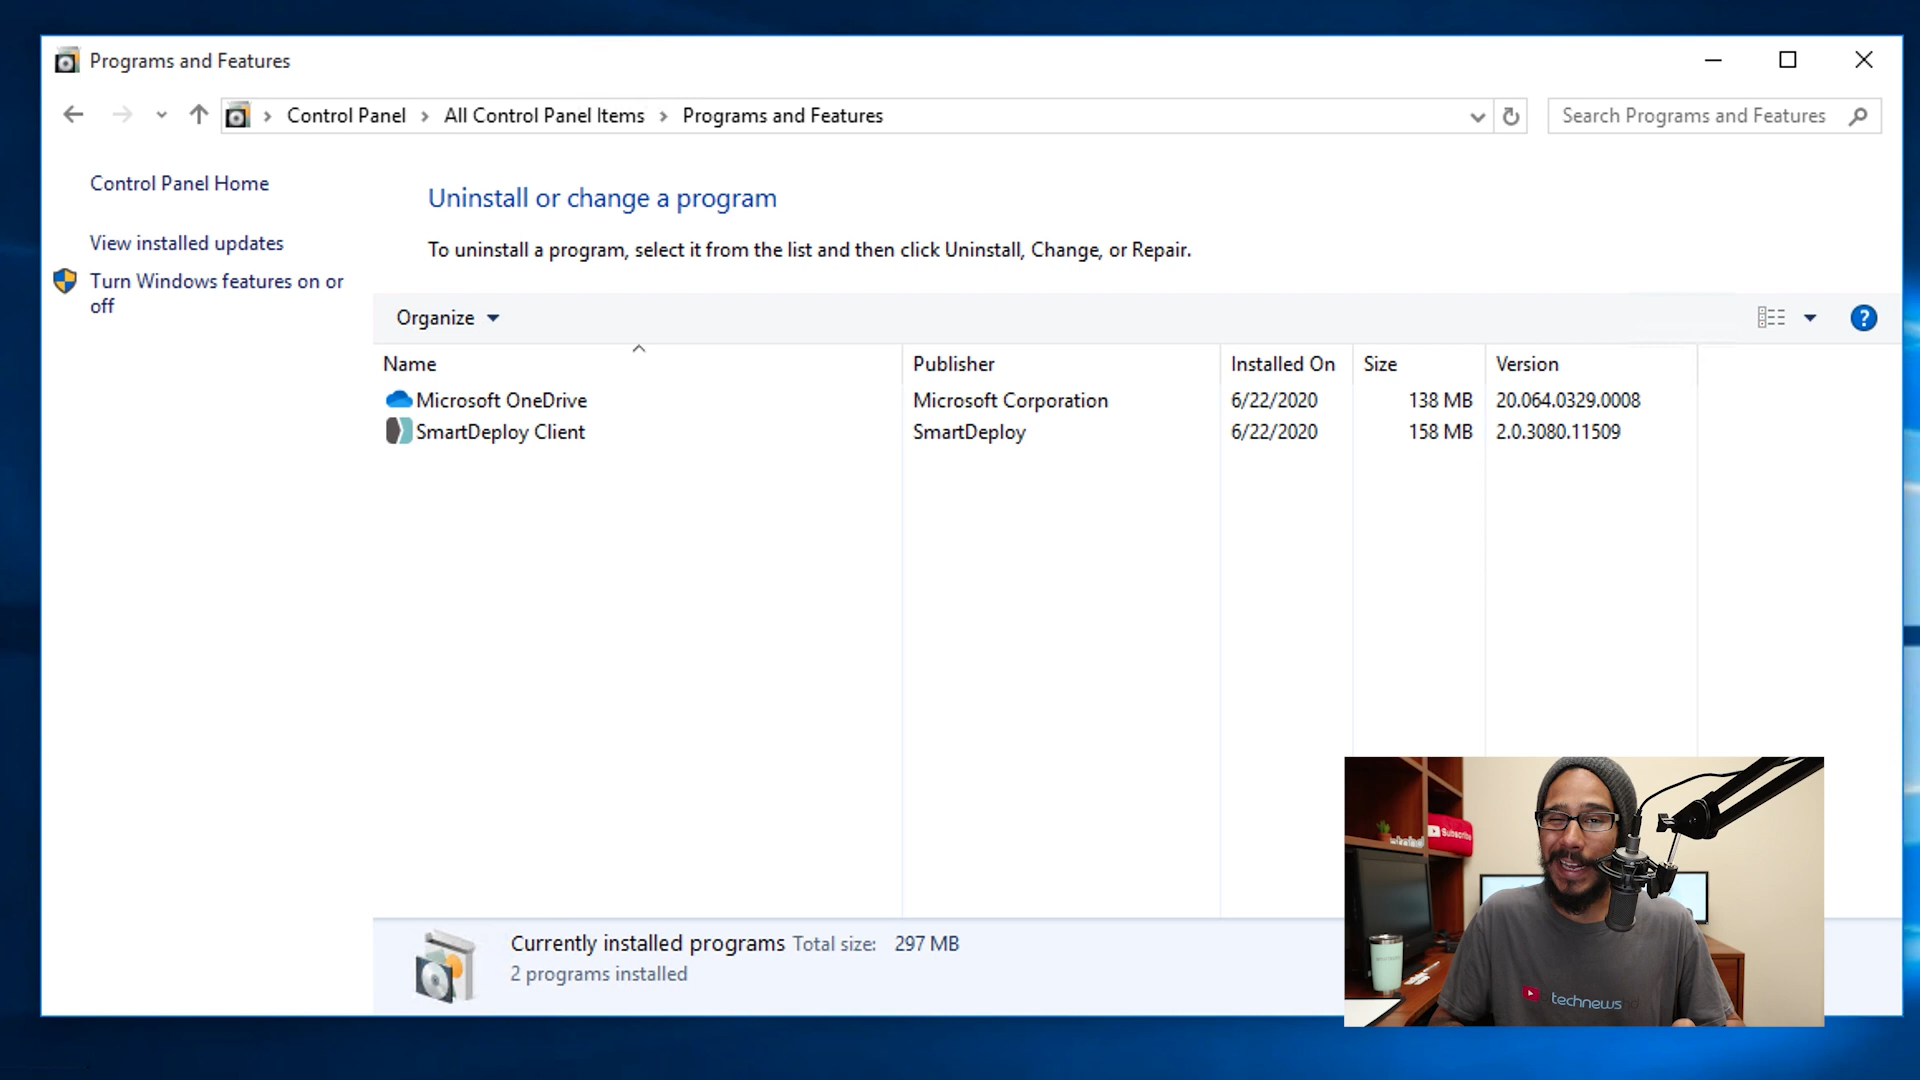 Programs and Features
Control Panel > All Control Panel Items > Programs and Features
Search Programs and Features
Control Panel Home
View installed updates
Turn Windows features on or
off
Uninstall or change a program
To uninstall a program, select it from the list and then click Uninstall, Change, or Repair.
Organize
?
Name Publisher Installed On Size Version
Microsoft OneDrive Microsoft Corporation 6/22/2020 138 MB 20.064.0329.0008
SmartDeploy Client SmartDeploy 6/22/2020 158 MB 2.0.3080.11509
Currently installed programs Total size: 297 MB
2 programs installed
Subscribe
technews